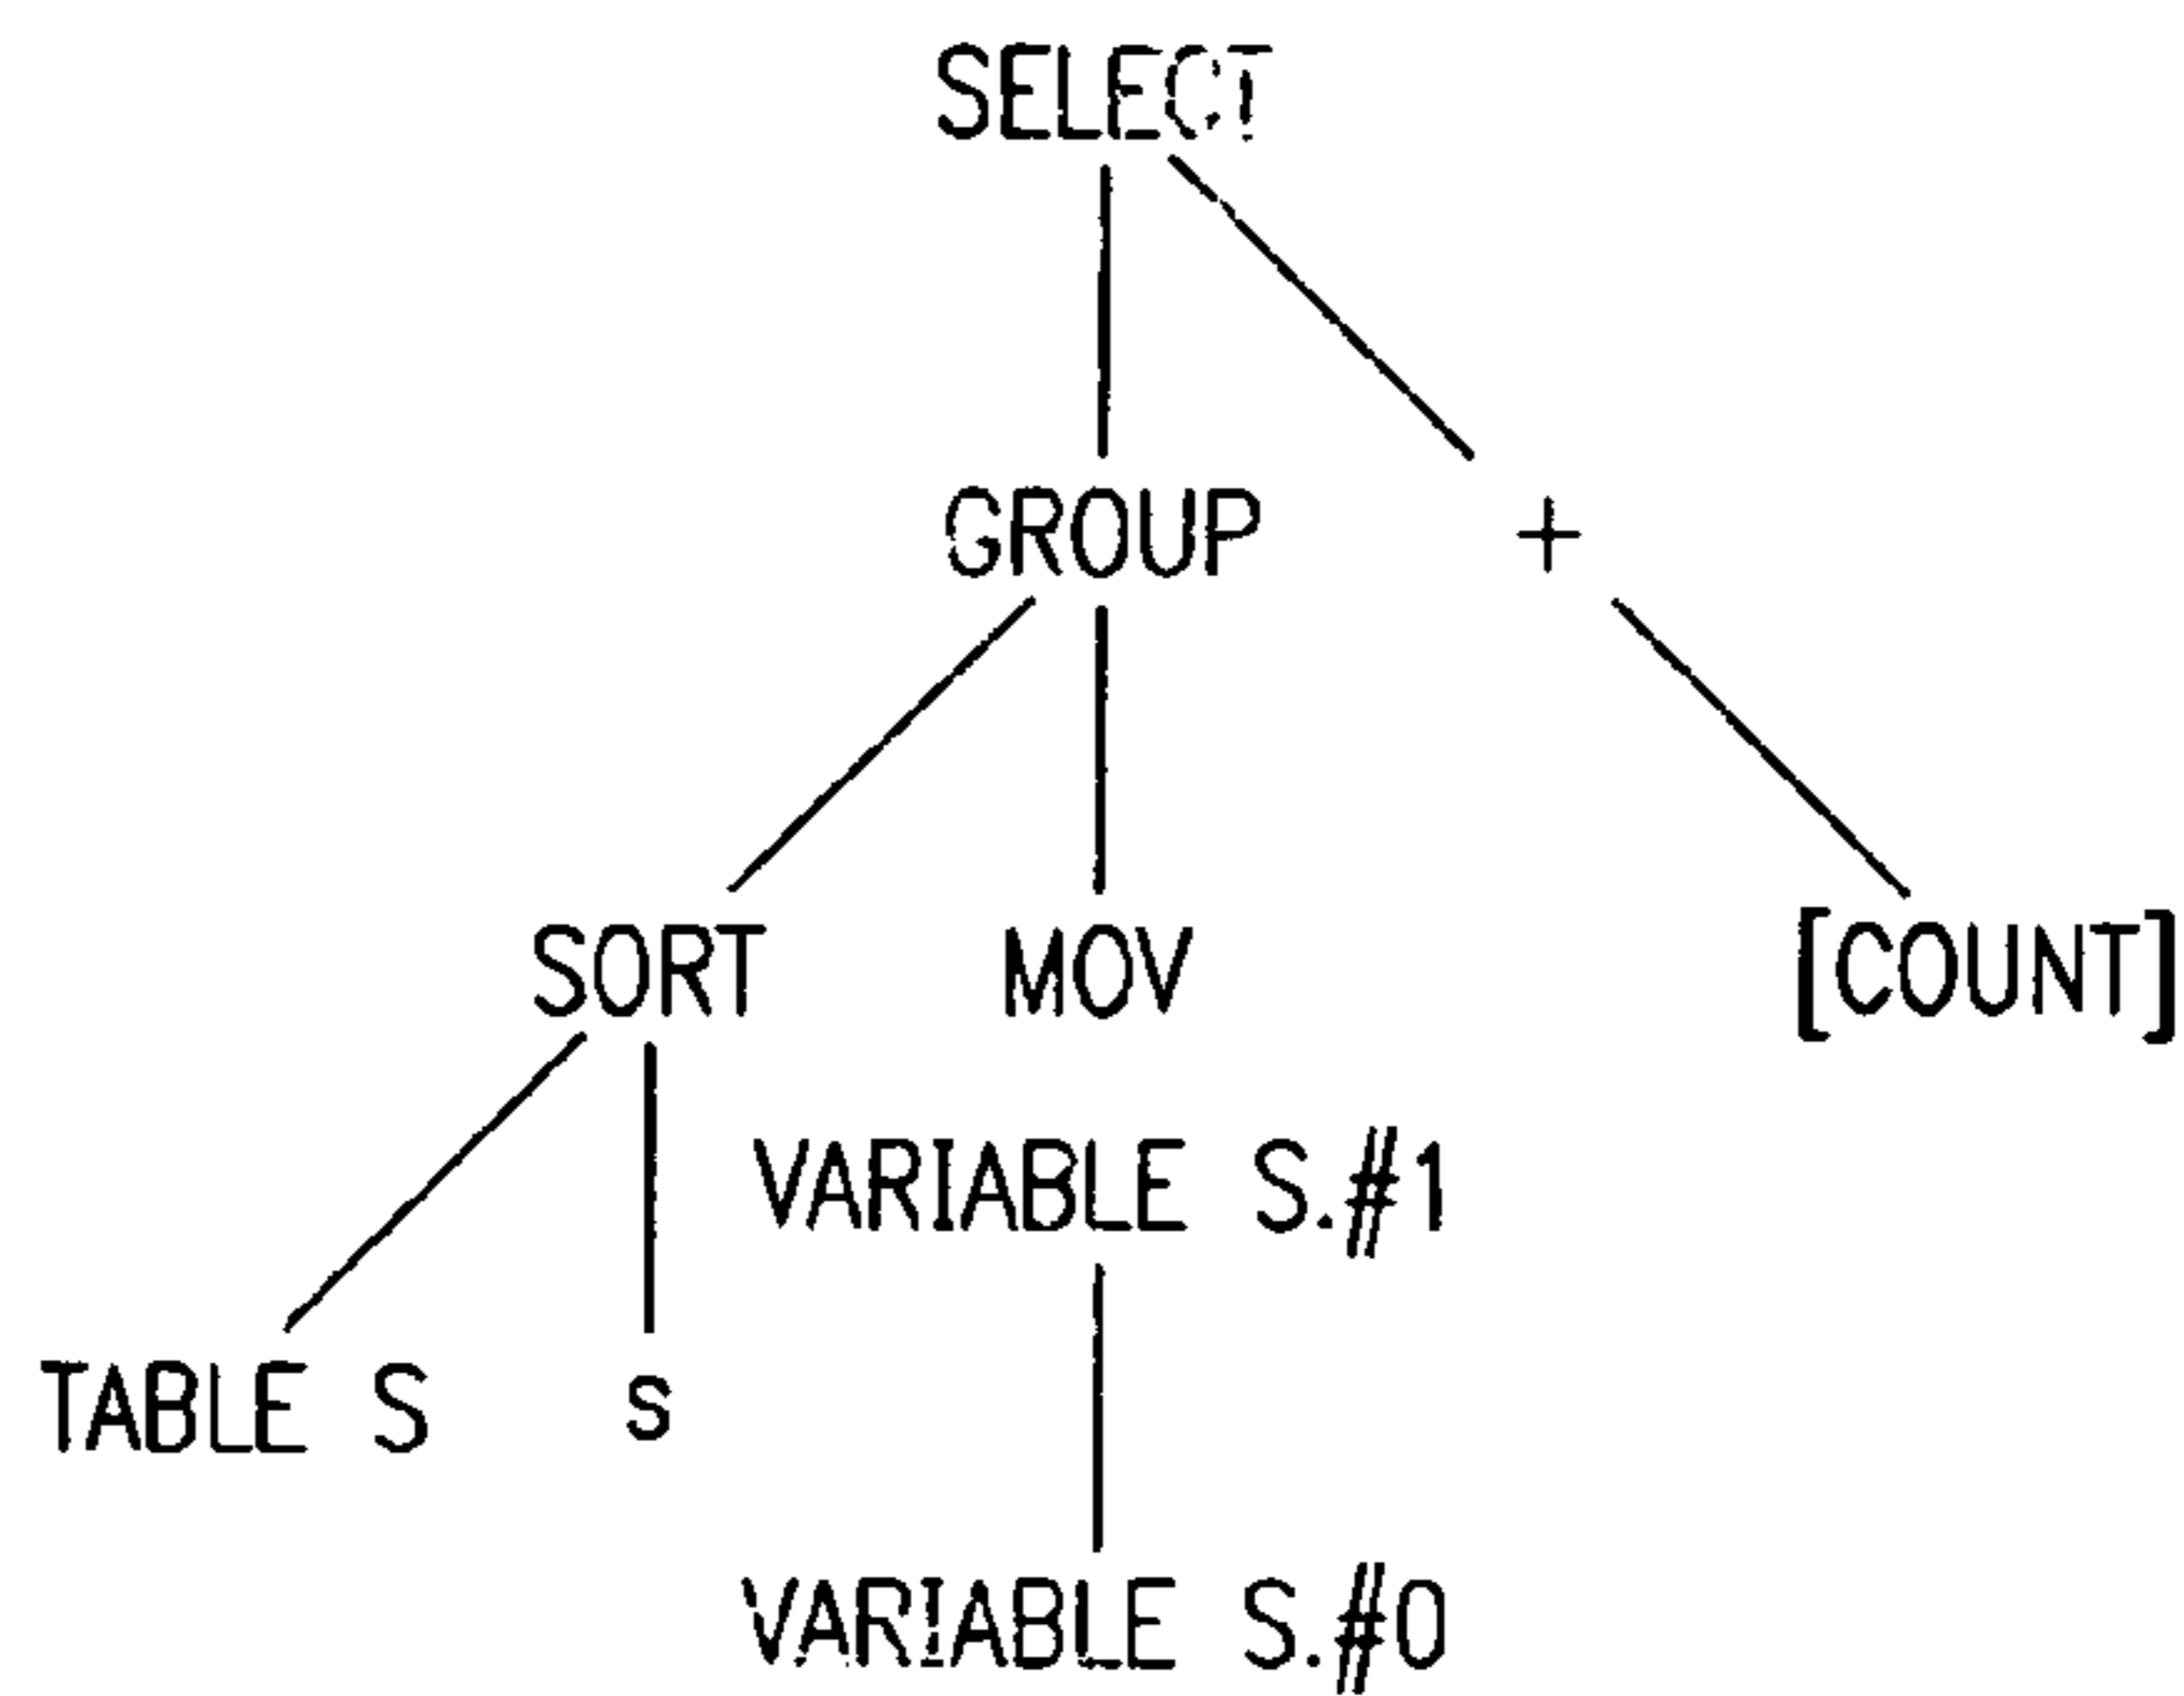 SELECT
GROUP +
SORT MOV [COUNT]
VARIABLE S.#1
TABLE S s
VARIABLE S.#0